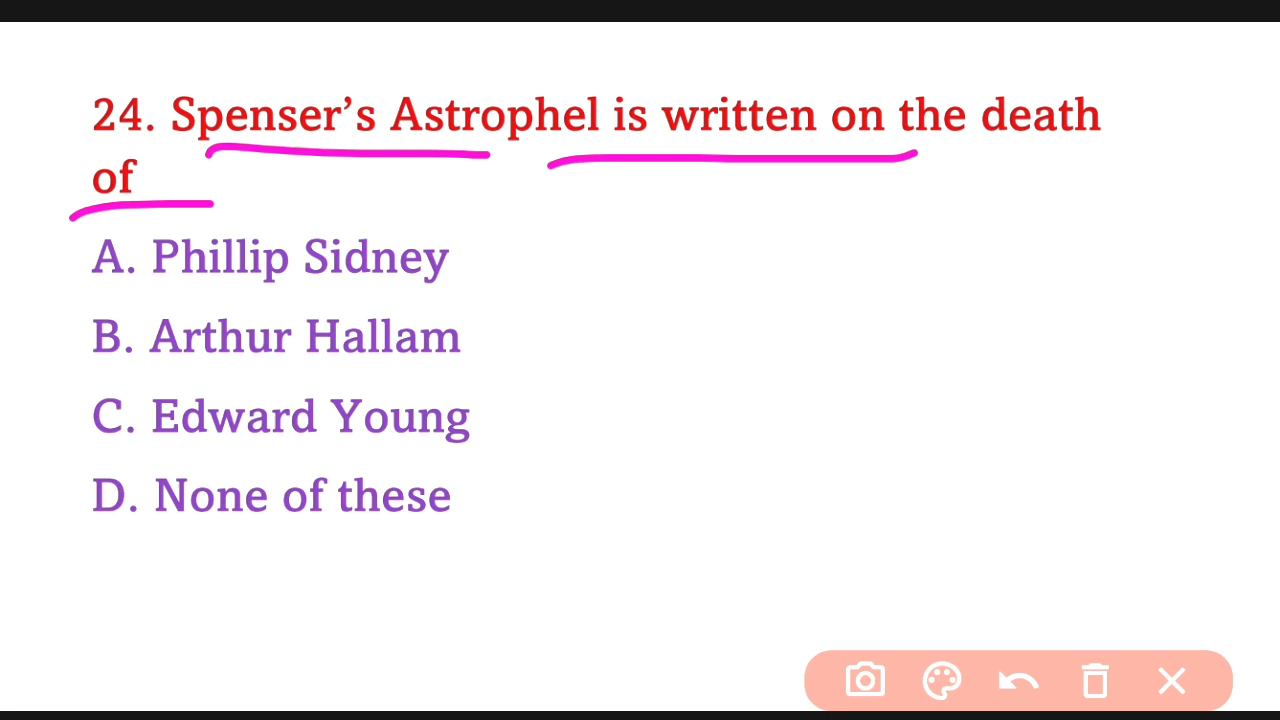 24. Spenser’s Astrophel is written on the death
of
A. Phillip Sidney
B. Arthur Hallam
C. Edward Young
D. None of these